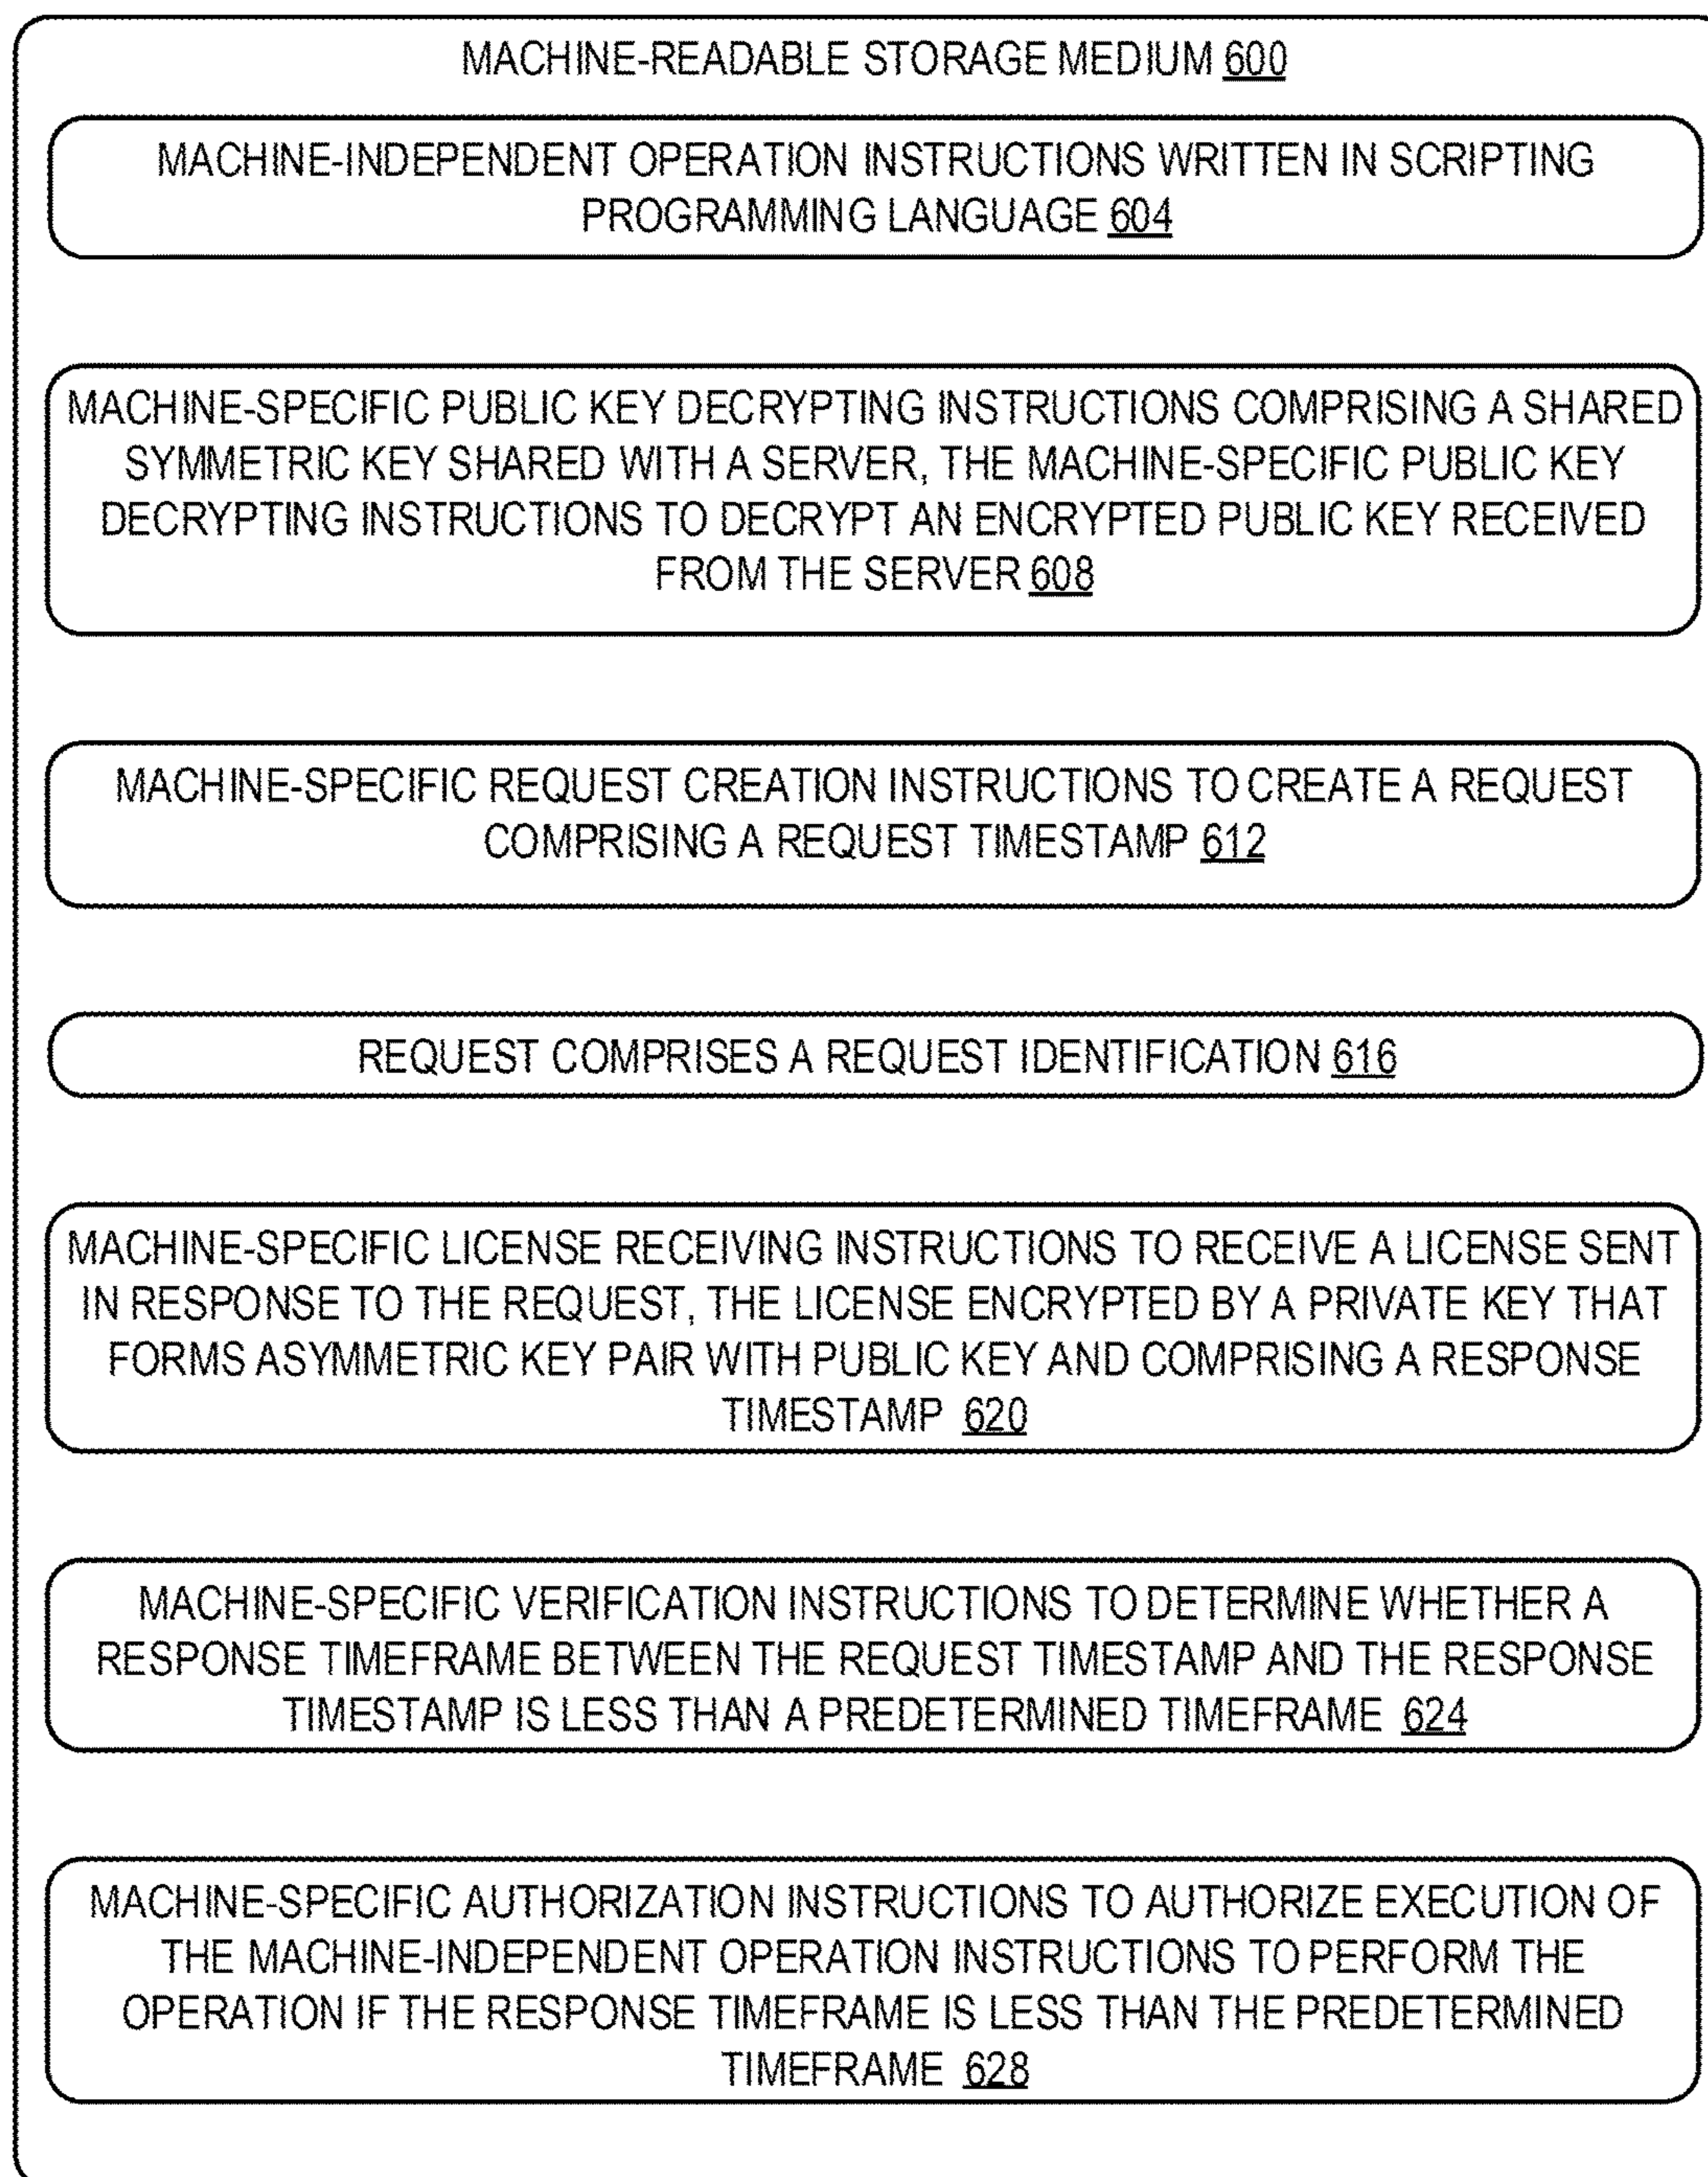 MACHINE-READABLE STORAGE MEDIUM 600
MACHINE-INDEPENDENT OPERATION INSTRUCTIONS WRITTEN IN SCRIPTING
PROGRAMMING LANGUAGE 604
MACHINE-SPECIFIC PUBLIC KEY DECRYPTING INSTRUCTIONS COMPRISING A SHARED
SYMMETRIC KEY SHARED WITH A SERVER, THE MACHINE-SPECIFIC PUBLIC KEY
DECRYPTING INSTRUCTIONS TO DECRYPT AN ENCRYPTED PUBLIC KEY RECEIVED
FROM THE SERVER 608
MACHINE-SPECIFIC REQUEST CREATION INSTRUCTIONS TO CREATE A REQUEST
COMPRISING A REQUEST TIMESTAMP 612
REQUEST COMPRISES A REQUEST IDENTIFICATION 616
MACHINE-SPECIFIC LICENSE RECEIVING INSTRUCTIONS TO RECEIVE A LICENSE SENT
IN RESPONSE TO THE REQUEST, THE LICENSE ENCRYPTED BY A PRIVATE KEY THAT
FORMS ASYMMETRIC KEY PAIR WITH PUBLIC KEY AND COMPRISING A RESPONSE
TIMESTAMP 620
MACHINE-SPECIFIC VERIFICATION INSTRUCTIONS TO DETERMINE WHETHER A
RESPONSE TIMEFRAME BETWEEN THE REQUEST TIMESTAMP AND THE RESPONSE
TIMESTAMP IS LESS THAN A PREDETERMINED TIMEFRAME 624
MACHINE-SPECIFIC AUTHORIZATION INSTRUCTIONS TO AUTHORIZE EXECUTION OF
THE MACHINE-INDEPENDENT OPERATION INSTRUCTIONS TO PERFORM THE
OPERATION IF THE RESPONSE TIMEFRAME IS LESS THAN THE PREDETERMINED
TIMEFRAME 628